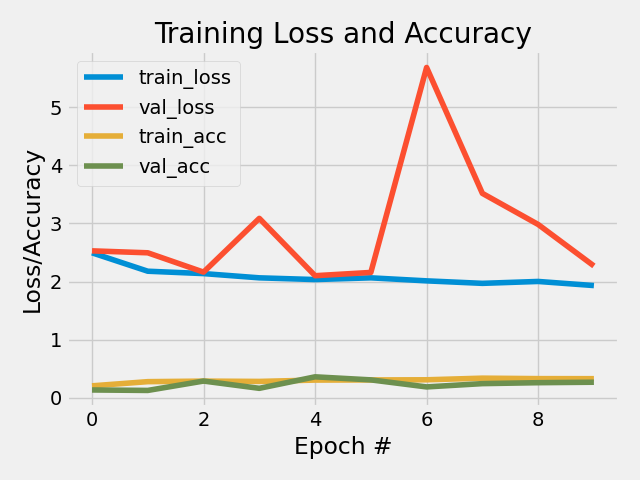 Training Loss and Accuracy
train_loss
val_loss
train_acc
val_acc
Loss/Accuracy
5
4
3
2
1
0
0 2 4 6 8
Epoch #